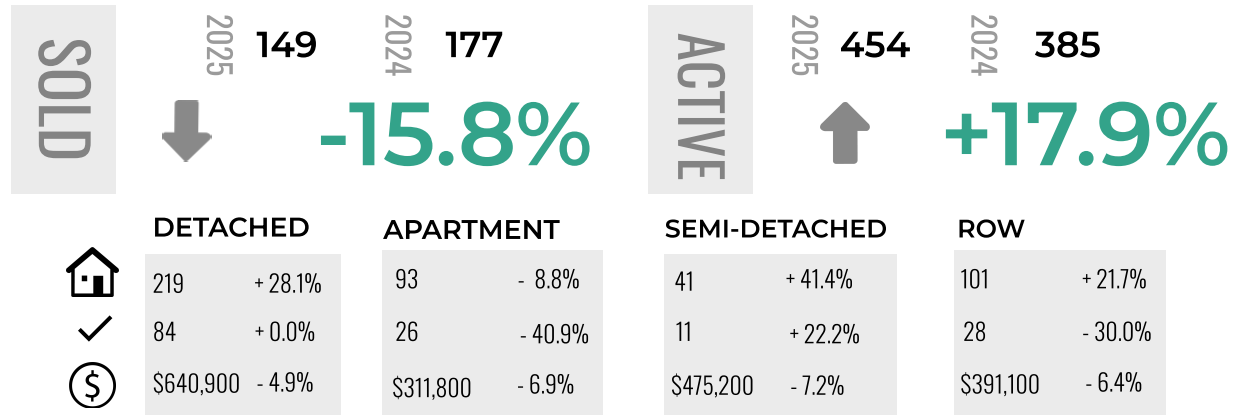 SOLD
2025 149 2024 177
-15.8%
ACTIVE
2025 454 2024 385
+17.9%
DETACHED
219 + 28.1%
84 + 0.0%
$640,900 - 4.9%
APARTMENT
93 - 8.8%
26 - 40.9%
$311,800 - 6.9%
SEMI-DETACHED
41 + 41.4%
11 + 22.2%
$475,200 - 7.2%
ROW
101 + 21.7%
28 - 30.0%
$391,100 - 6.4%
$